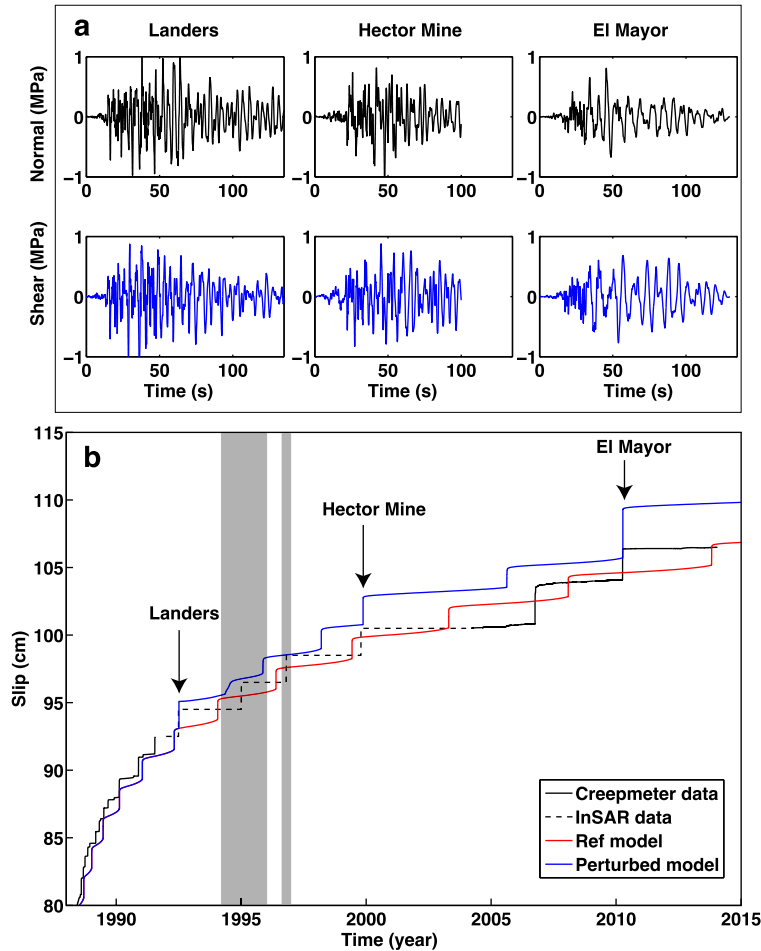 a
Landers Hector Mine El Mayor
Normal (MPa)
1 1 1
0 0 0
−1 −1 −1
0 50 100 0 50 100 0 50 100
Shear (MPa)
1 1 1
0 0 0
−1 −1 −1
0 50 100 0 50 100 0 50 100
Time (s) Time (s) Time (s)
b
115
110
105
100
95
90
85
80
Slip (cm)
El Mayor
Hector Mine
Landers
Creepmeter data
InSAR data
Ref model
Perturbed model
1990 1995 2000 2005 2010 2015
Time (year)